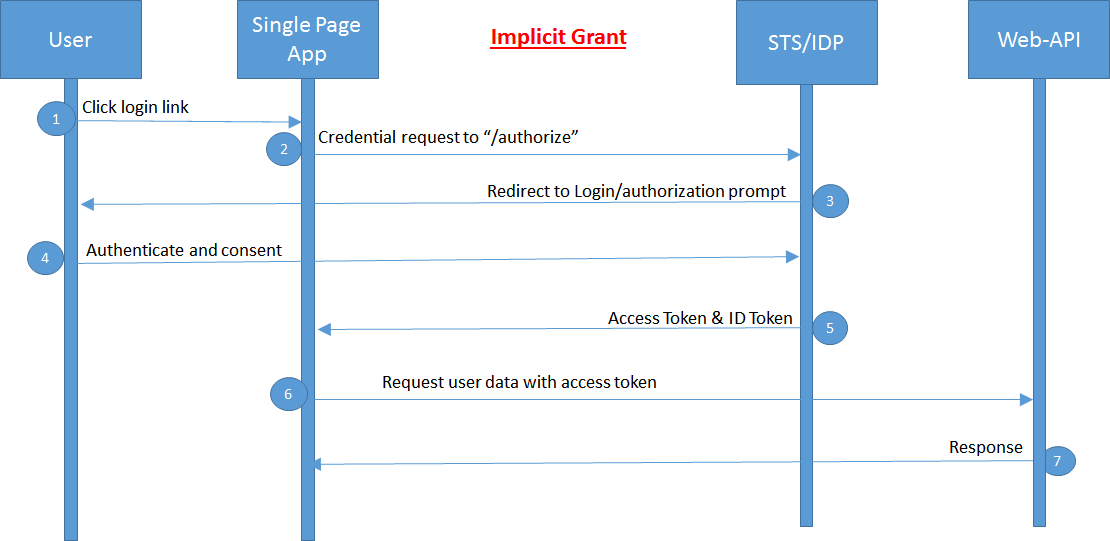 User
Single Page
App
Implicit Grant
STS/IDP
Web-API
1
Click login link
2
Credential request to “/authorize”
Redirect to Login/authorization prompt
3
4
Authenticate and consent
Access Token & ID Token
5
6
Request user data with access token
Response
7